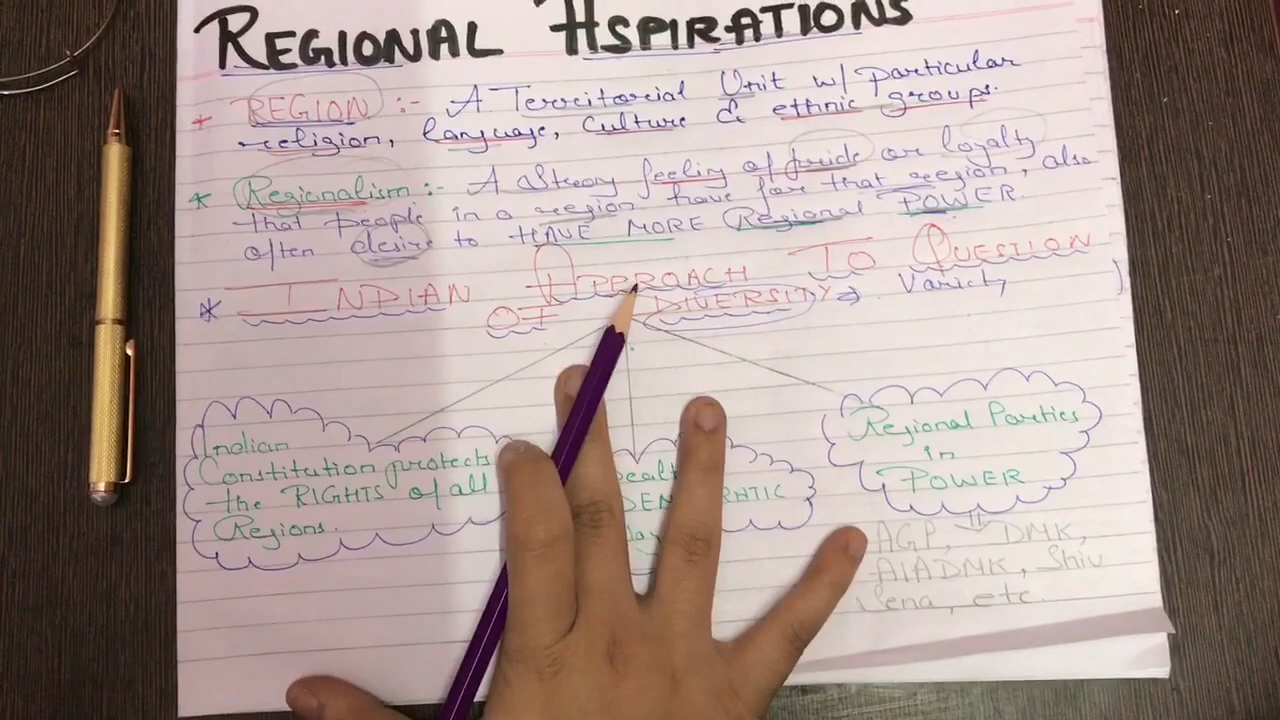 REGIONAL ASPIRATIONS
* REGION :- A Territorial Unit w/ particular
religion, language, culture & ethnic groups.
* Regionalism :- A Strong feeling of pride or loyalty
that people in a region have for that region, also
often desire to HAVE MORE Regional POWER.
* INDIAN APPROACH TO QUESTION
OF DIVERSITY → Variety )
Indian
Constitution protects
the RIGHTS of all
Regions.
Regional Parties
in
POWER
AGP, DMK,
AIADMK, Shiv
Sena, etc.